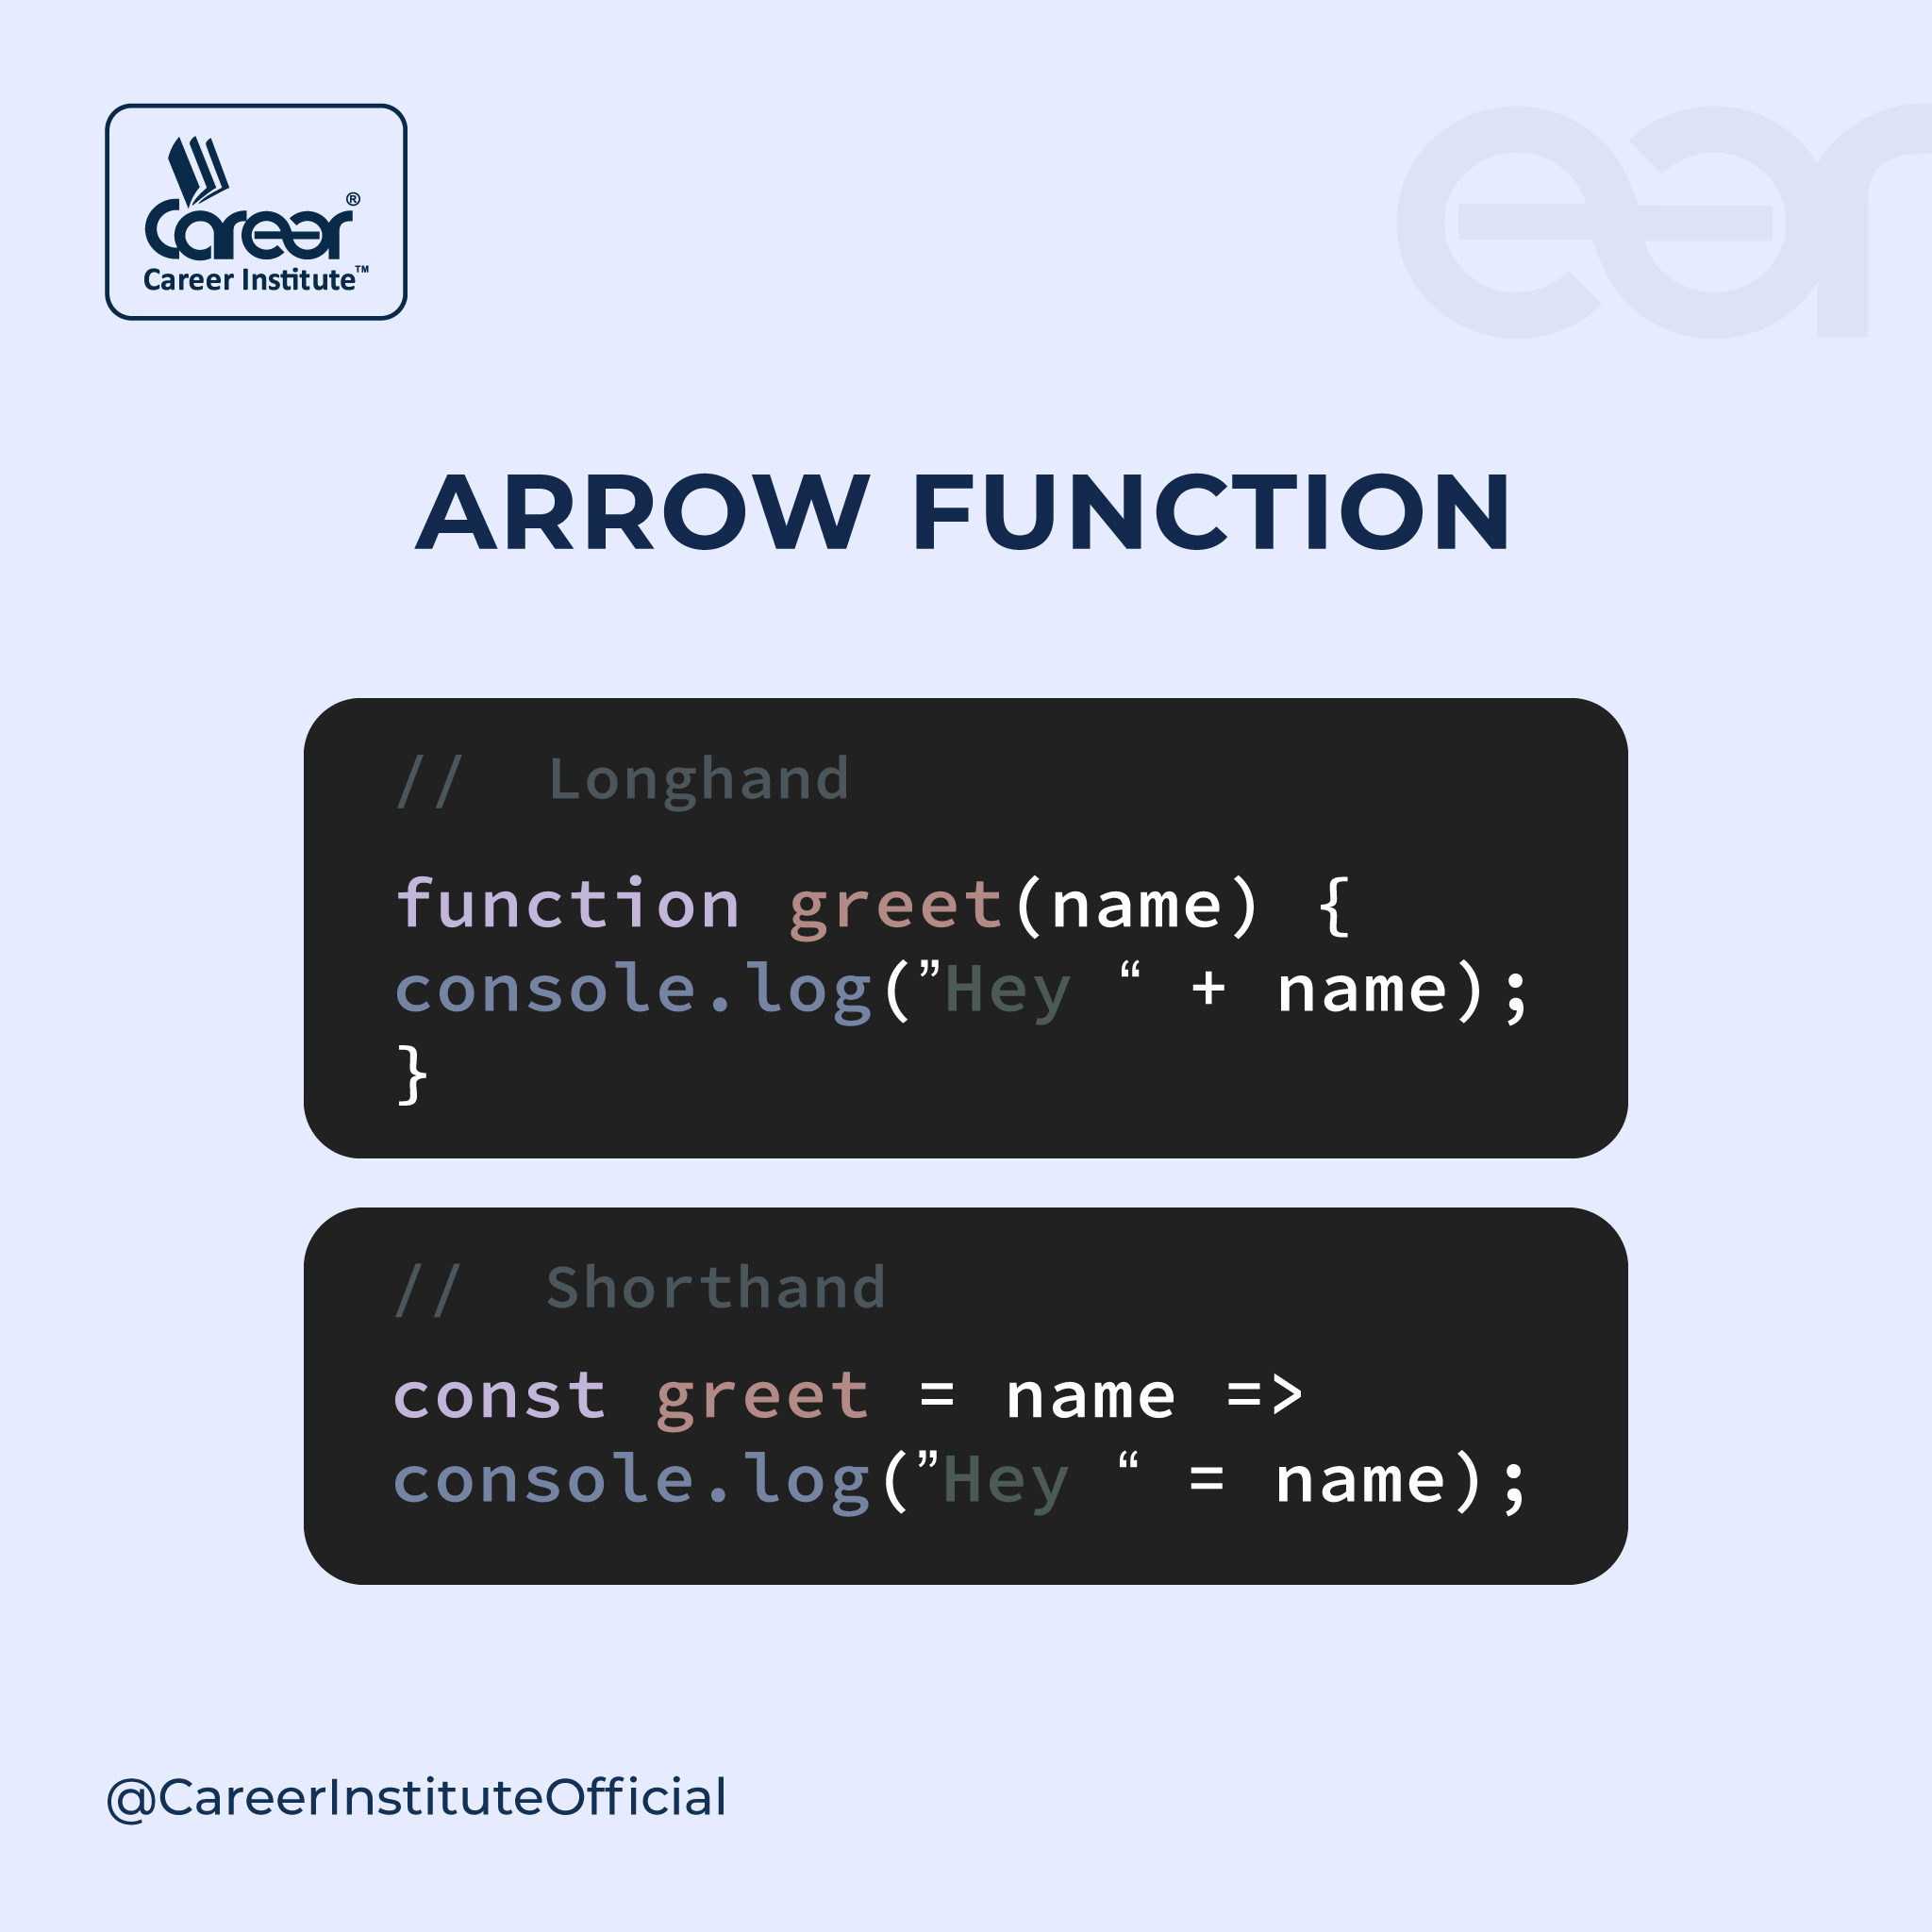 Career®
Career Institute™
ear
ARROW FUNCTION
// Longhand
function greet(name) {
console.log(”Hey “ + name);
}
// Shorthand
const greet = name =>
console.log(”Hey “ = name);
@CareerInstituteOfficial